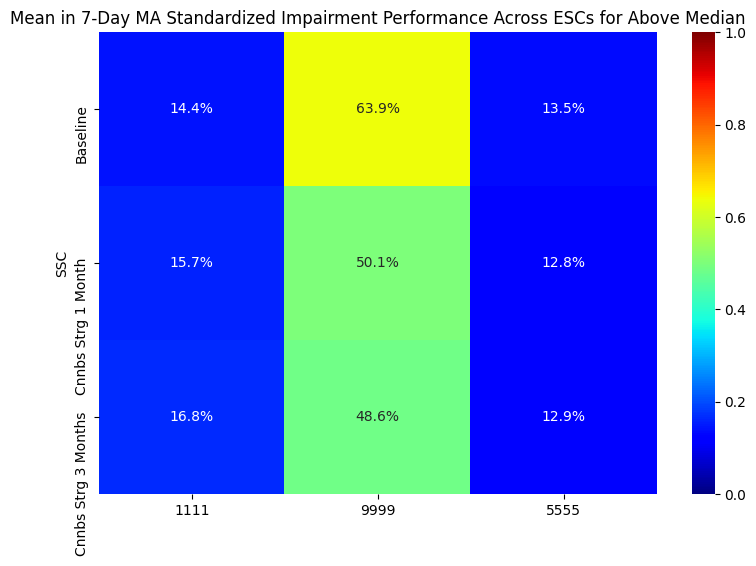 Mean in 7-Day MA Standardized Impairment Performance Across ESCs for Above Median
SSC
Baseline
14.4% 63.9% 13.5%
Cnnbs Strg 1 Month
15.7% 50.1% 12.8%
Cnnbs Strg 3 Months
16.8% 48.6% 12.9%
1111 9999 5555
1.0
0.8
0.6
0.4
0.2
0.0